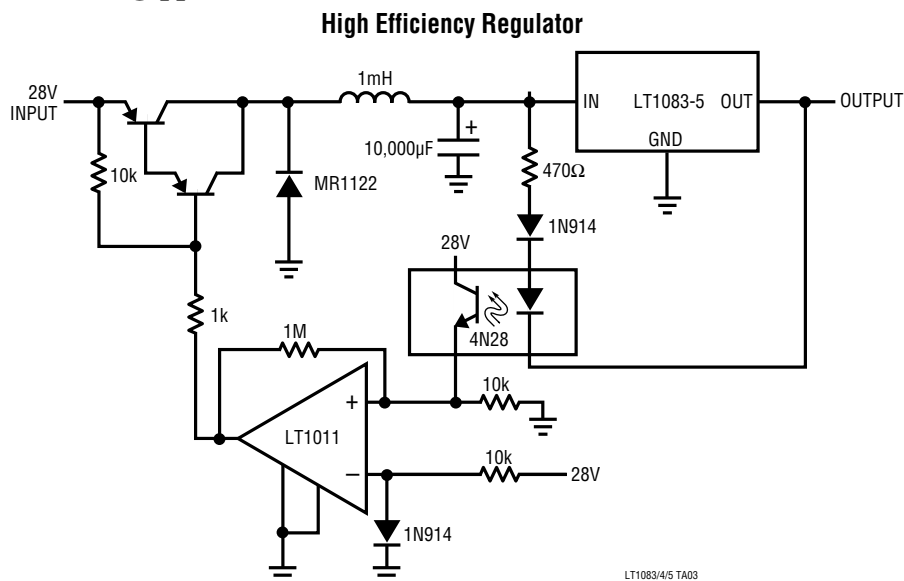 High Efficiency Regulator
28V
INPUT
1mH
IN
LT1083-5
OUT
OUTPUT
GND
10k
10,000µF
+
470Ω
MR1122
1N914
28V
1k
4N28
1M
10k
+
LT1011
–
10k
28V
1N914
LT1083/4/5 TA03